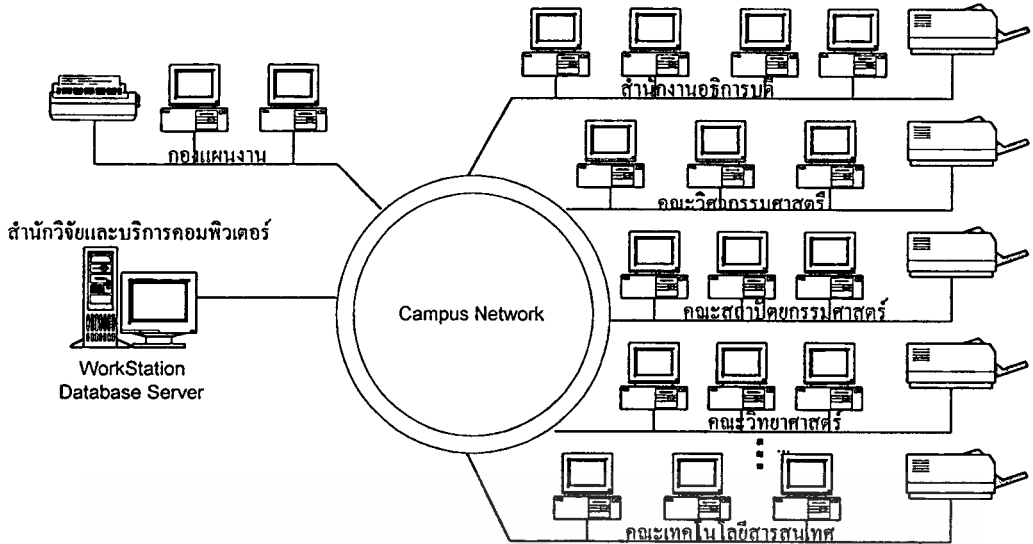 สำนักงานอธิการบดี
กองแผนงาน
คณะวิศวกรรมศาสตร์
สำนักวิจัยและบริการคอมพิวเตอร์
คณะสถาปัตยกรรมศาสตร์
Campus Network
WorkStation
Database Server
คณะวิทยาศาสตร์
...
คณะเทคโนโลยีสารสนเทศ